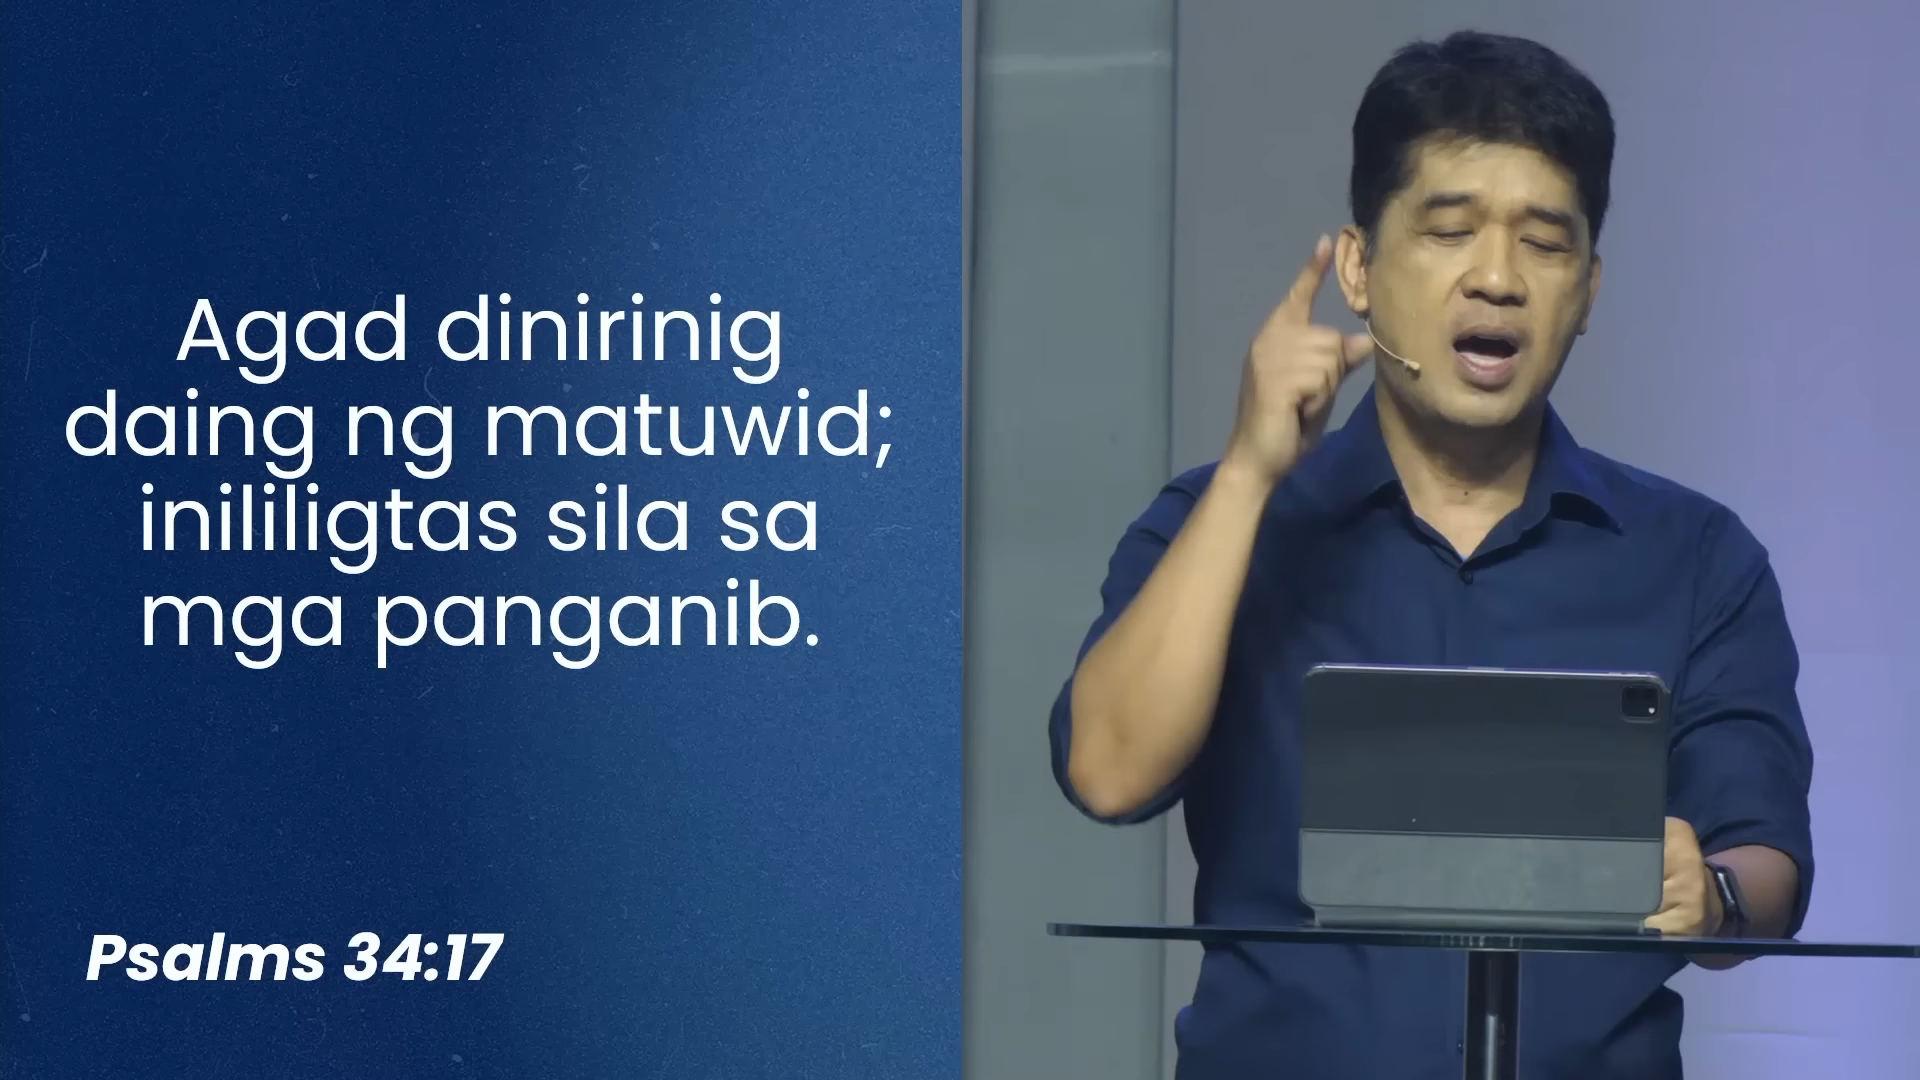 Agad dinirinig
daing ng matuwid;
inililigtas sila sa
mga panganib.
Psalms 34:17